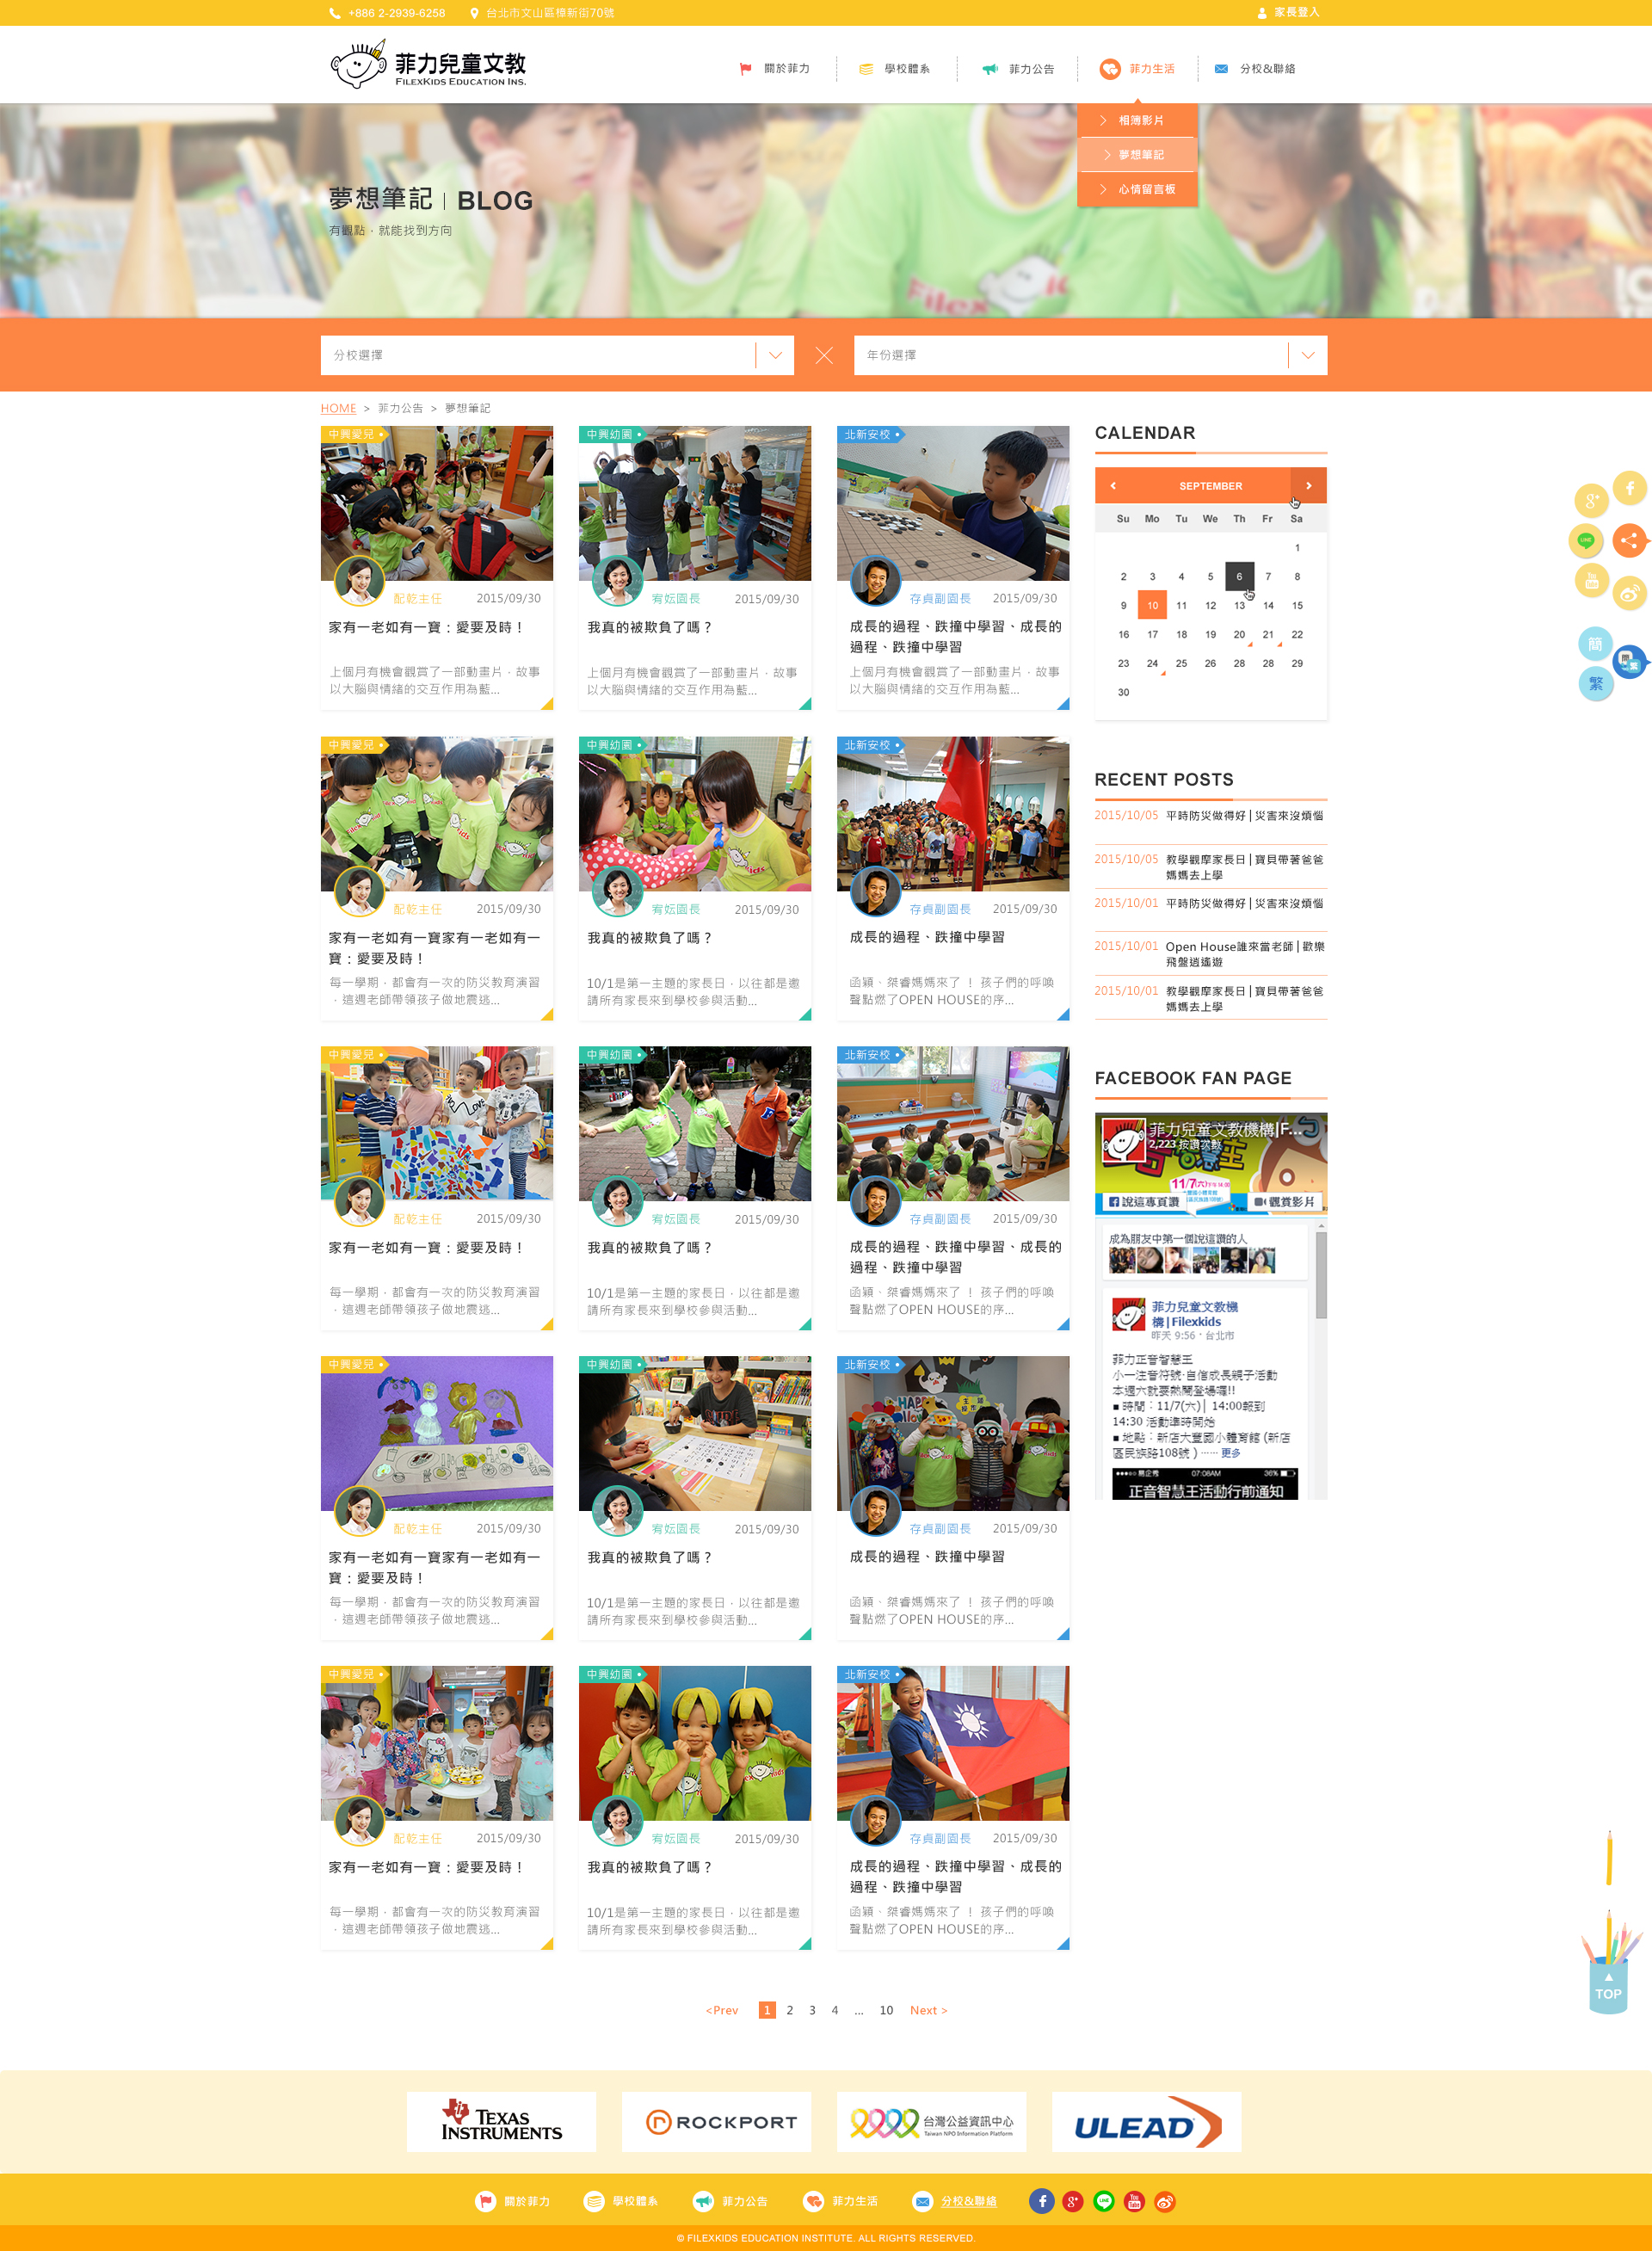 +886 2-2939-6258
台北市文山區樟新街70號
家長登入
菲力兒童文教
FILEXKIDS EDUCATION INS.
關於菲力
學校體系
菲力公告
菲力生活
分校&聯絡
相簿影片
夢想筆記
心情留言板
夢想筆記 | BLOG
有觀點，就能找到方向
分校選擇
年份選擇
HOME > 菲力公告 > 夢想筆記
中興愛兒
配乾主任 2015/09/30
家有一老如有一寶：愛要及時！
上個月有機會觀賞了一部動畫片，故事
以大腦與情緒的交互作用為藍...
中興幼園
宥妘園長 2015/09/30
我真的被欺負了嗎？
上個月有機會觀賞了一部動畫片，故事
以大腦與情緒的交互作用為藍...
北新安校
存貞副園長 2015/09/30
成長的過程、跌撞中學習、成長的
過程、跌撞中學習
上個月有機會觀賞了一部動畫片，故事
以大腦與情緒的交互作用為藍...
中興愛兒
配乾主任 2015/09/30
家有一老如有一寶家有一老如有一
寶：愛要及時！
每一學期，都會有一次的防災教育演習
，這週老師帶領孩子做地震逃...
中興幼園
宥妘園長 2015/09/30
我真的被欺負了嗎？
10/1是第一主題的家長日，以往都是邀
請所有家長來到學校參與活動...
北新安校
存貞副園長 2015/09/30
成長的過程、跌撞中學習
函穎、傑睿媽媽來了 ！ 孩子們的呼喚
聲點燃了OPEN HOUSE的序...
中興愛兒
配乾主任 2015/09/30
家有一老如有一寶：愛要及時！
每一學期，都會有一次的防災教育演習
，這週老師帶領孩子做地震逃...
中興幼園
宥妘園長 2015/09/30
我真的被欺負了嗎？
10/1是第一主題的家長日，以往都是邀
請所有家長來到學校參與活動...
北新安校
存貞副園長 2015/09/30
成長的過程、跌撞中學習、成長的
過程、跌撞中學習
函穎、傑睿媽媽來了 ！ 孩子們的呼喚
聲點燃了OPEN HOUSE的序...
中興愛兒
配乾主任 2015/09/30
家有一老如有一寶家有一老如有一
寶：愛要及時！
每一學期，都會有一次的防災教育演習
，這週老師帶領孩子做地震逃...
中興幼園
宥妘園長 2015/09/30
我真的被欺負了嗎？
10/1是第一主題的家長日，以往都是邀
請所有家長來到學校參與活動...
北新安校
存貞副園長 2015/09/30
成長的過程、跌撞中學習
函穎、傑睿媽媽來了 ！ 孩子們的呼喚
聲點燃了OPEN HOUSE的序...
中興愛兒
配乾主任 2015/09/30
家有一老如有一寶：愛要及時！
每一學期，都會有一次的防災教育演習
，這週老師帶領孩子做地震逃...
中興幼園
宥妘園長 2015/09/30
我真的被欺負了嗎？
10/1是第一主題的家長日，以往都是邀
請所有家長來到學校參與活動...
北新安校
存貞副園長 2015/09/30
成長的過程、跌撞中學習、成長的
過程、跌撞中學習
函穎、傑睿媽媽來了 ！ 孩子們的呼喚
聲點燃了OPEN HOUSE的序...
CALENDAR
SEPTEMBER
Su Mo Tu We Th Fr Sa
1
2 3 4 5 6 7 8
9 10 11 12 13 14 15
16 17 18 19 20 21 22
23 24 25 26 28 28 29
30
RECENT POSTS
2015/10/05 平時防災做得好 | 災害來沒煩惱
2015/10/05 教學觀摩家長日 | 寶貝帶著爸爸
媽媽去上學
2015/10/01 平時防災做得好 | 災害來沒煩惱
2015/10/01 Open House誰來當老師 | 歡樂
飛盤逍遙遊
2015/10/01 教學觀摩家長日 | 寶貝帶著爸爸
媽媽去上學
FACEBOOK FAN PAGE
菲力兒童文教機構|F...
2,223 按讚次數
11/7(六)
說這專頁讚
觀賞影片
成為朋友中第一個說這讚的人
菲力兒童文教機
構|Filexkids
昨天 9:56 · 台北市
菲力正音智慧王
小一注音符號·自信成長親子活動
本週六就要熱鬧登場囉!!
■ 時間：11/7(六)│ 14:00報到
14:30 活動準時開始
■ 地點：新店大豐國小體育館 (新店
區民族路108號 ) ⋯⋯ 更多
07:08AM 36%
正音智慧王活動行前通知
LINE
You Tube
簡
繁
TOP
<Prev 1 2 3 4 ... 10 Next >
TEXAS
INSTRUMENTS
ROCKPORT
台灣公益資訊中心
Taiwan NPO Information Platform
ULEAD
關於菲力
學校體系
菲力公告
菲力生活
分校&聯絡
© FILEXKIDS EDUCATION INSTITUTE. ALL RIGHTS RESERVED.